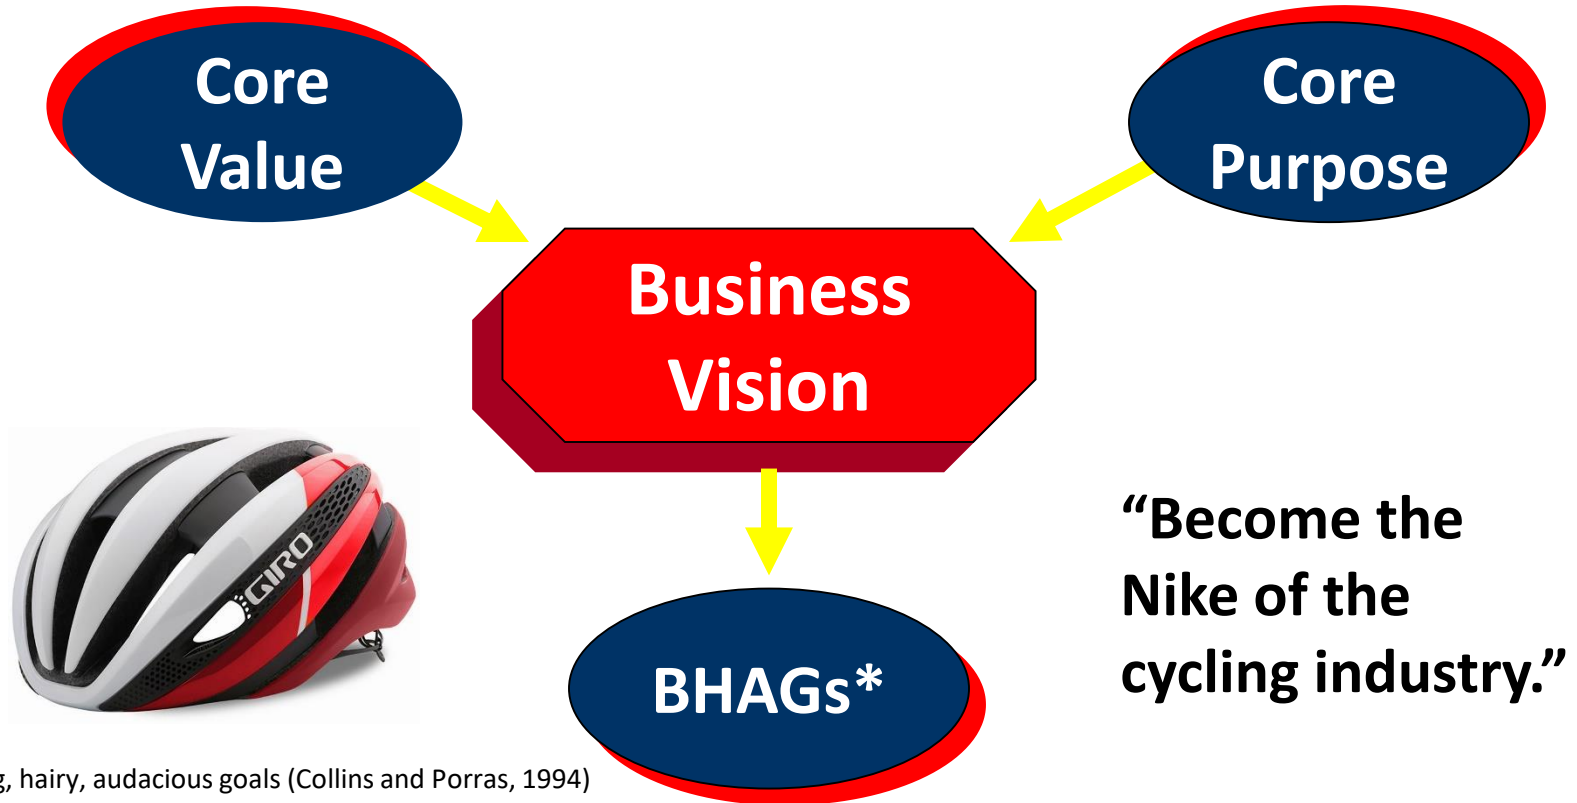 Core
Value
Core
Purpose
Business
Vision
GIRO
“Become the
Nike of the
cycling industry.”
BHAGs*
, hairy, audacious goals (Collins and Porras, 1994)